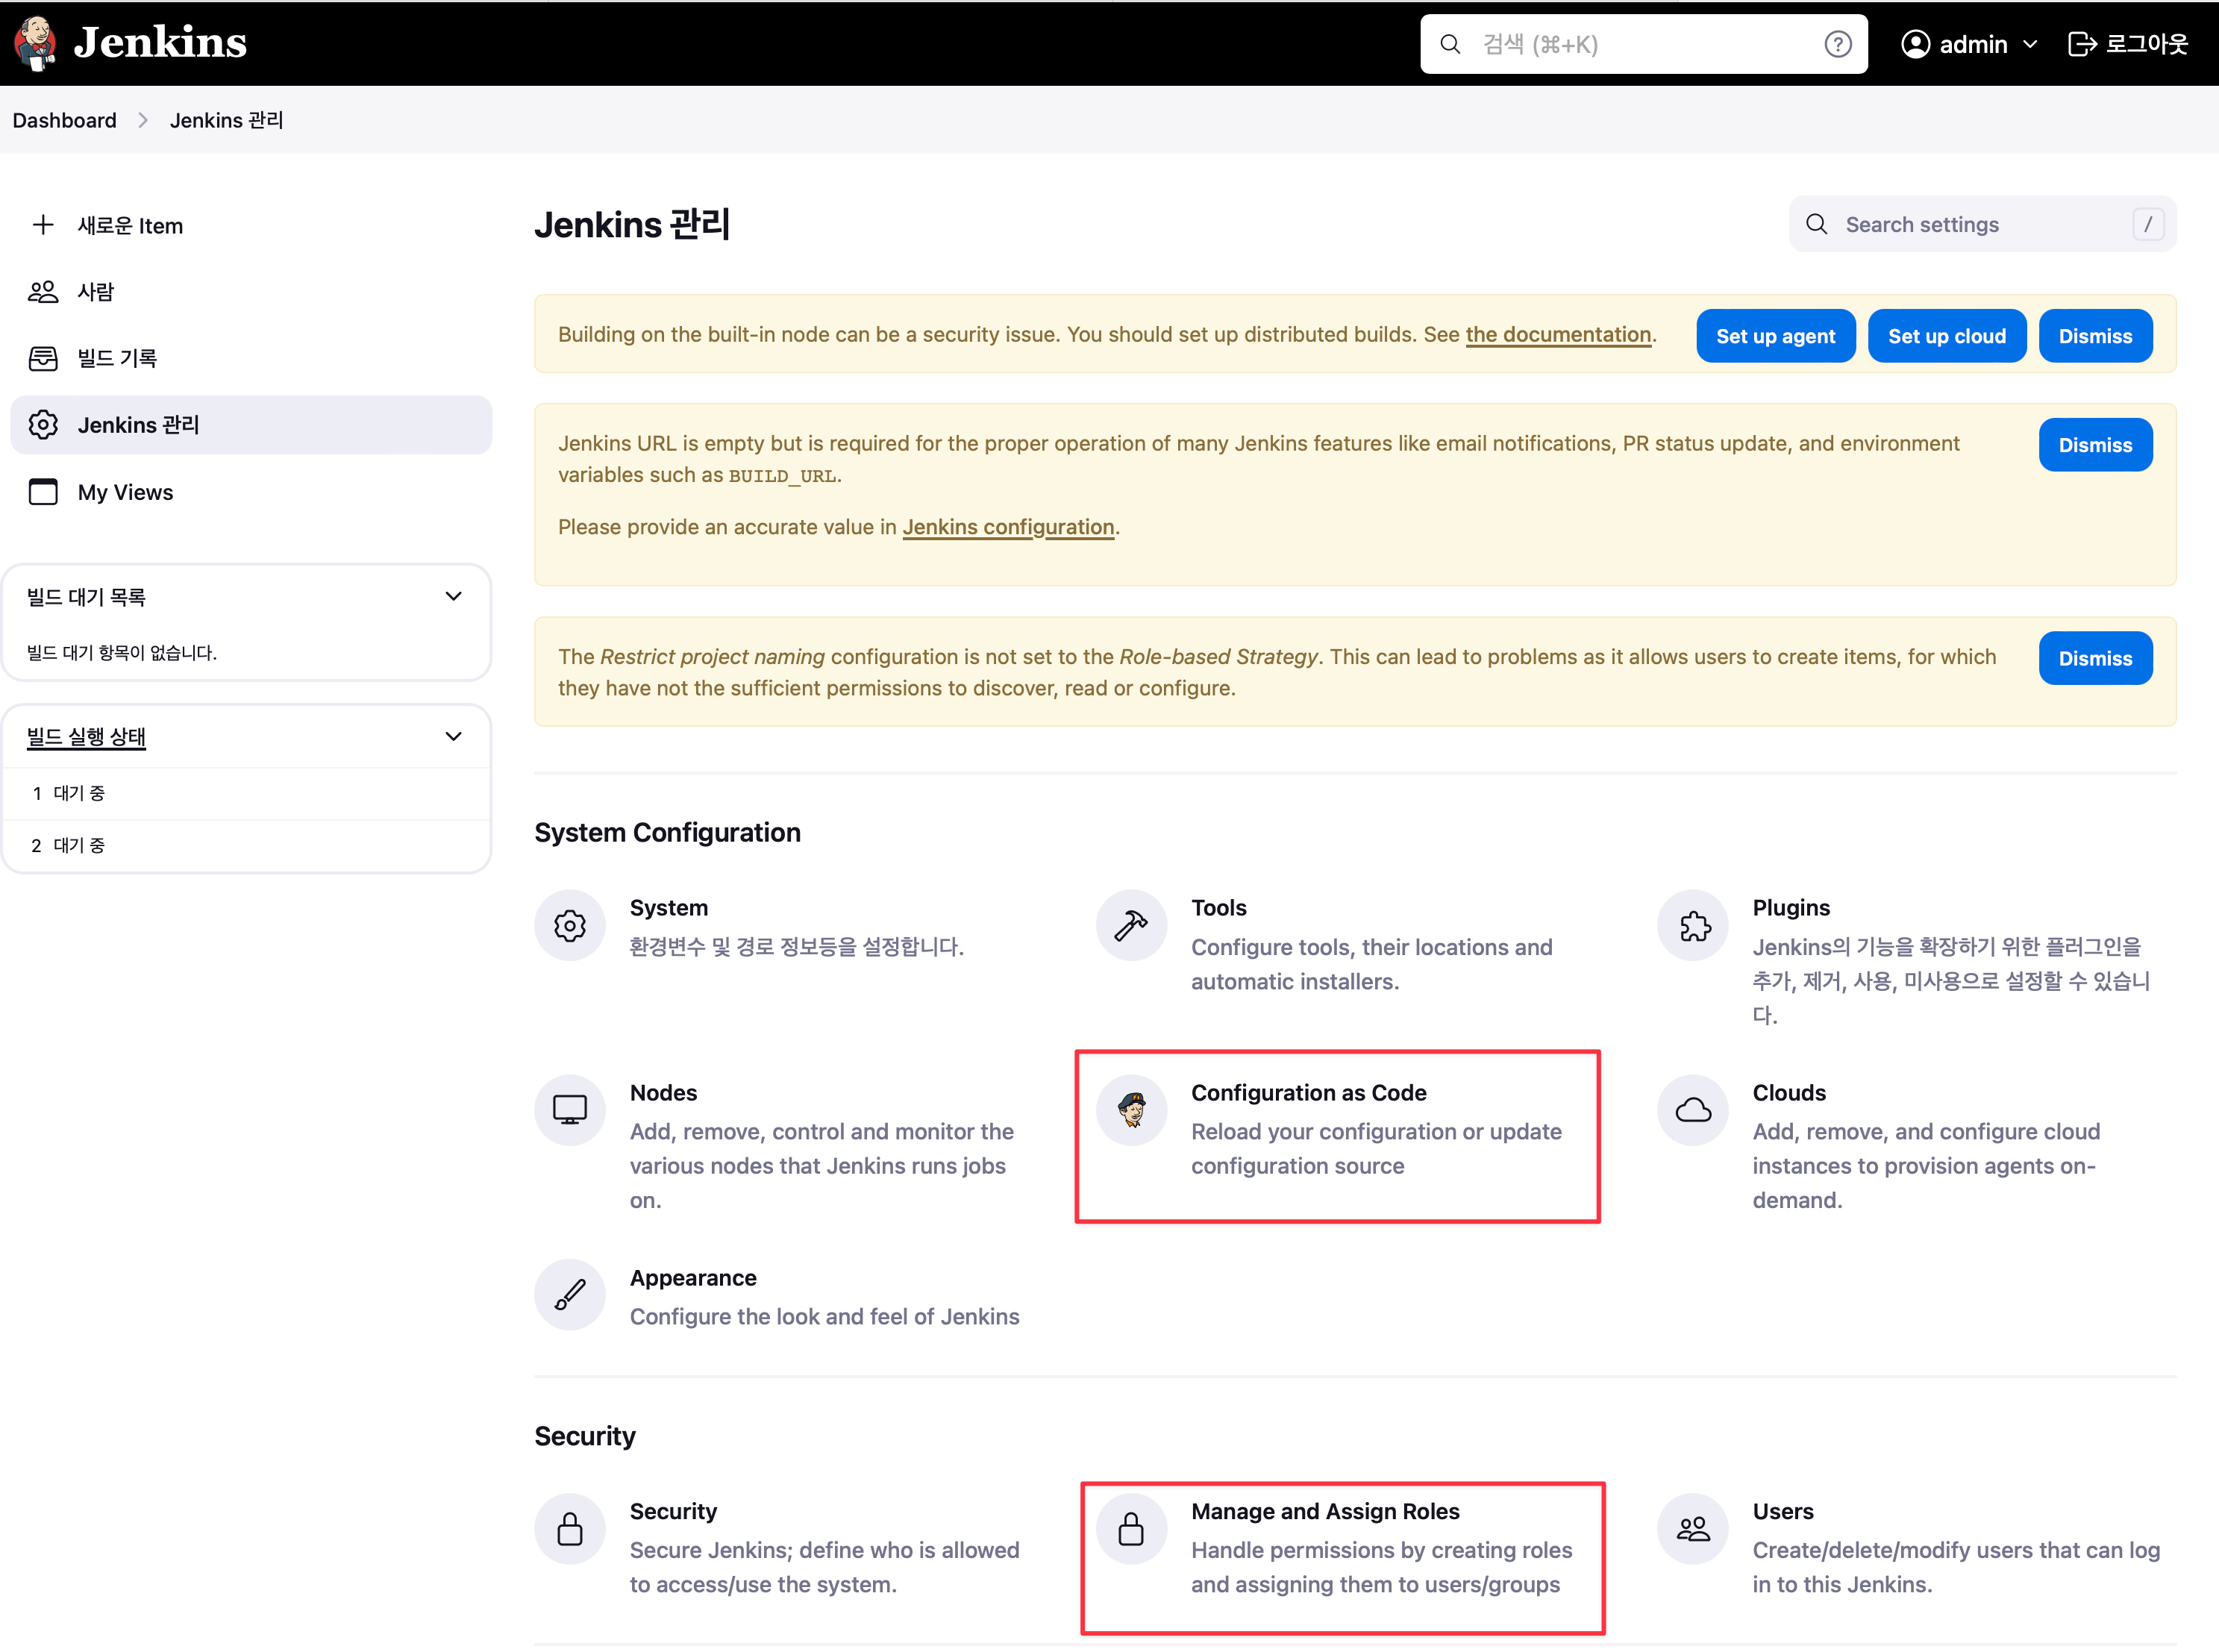 Jenkins
검색 (⌘+K)
?
admin
로그아웃
Dashboard
Jenkins 관리
새로운 Item
사람
빌드 기록
Jenkins 관리
My Views
빌드 대기 목록
빌드 대기 항목이 없습니다.
빌드 실행 상태
1 대기 중
2 대기 중
Jenkins 관리
Search settings
/
Building on the built-in node can be a security issue. You should set up distributed builds. See the documentation.
Set up agent
Set up cloud
Dismiss
Jenkins URL is empty but is required for the proper operation of many Jenkins features like email notifications, PR status update, and environment
variables such as BUILD_URL.
Please provide an accurate value in Jenkins configuration.
Dismiss
The Restrict project naming configuration is not set to the Role-based Strategy. This can lead to problems as it allows users to create items, for which
they have not the sufficient permissions to discover, read or configure.
Dismiss
System Configuration
System
환경변수 및 경로 정보등을 설정합니다.
Tools
Configure tools, their locations and
automatic installers.
Plugins
Jenkins의 기능을 확장하기 위한 플러그인을
추가, 제거, 사용, 미사용으로 설정할 수 있습니
다.
Nodes
Add, remove, control and monitor the
various nodes that Jenkins runs jobs
on.
Configuration as Code
Reload your configuration or update
configuration source
Clouds
Add, remove, and configure cloud
instances to provision agents on-
demand.
Appearance
Configure the look and feel of Jenkins
Security
Security
Secure Jenkins; define who is allowed
to access/use the system.
Manage and Assign Roles
Handle permissions by creating roles
and assigning them to users/groups
Users
Create/delete/modify users that can log
in to this Jenkins.